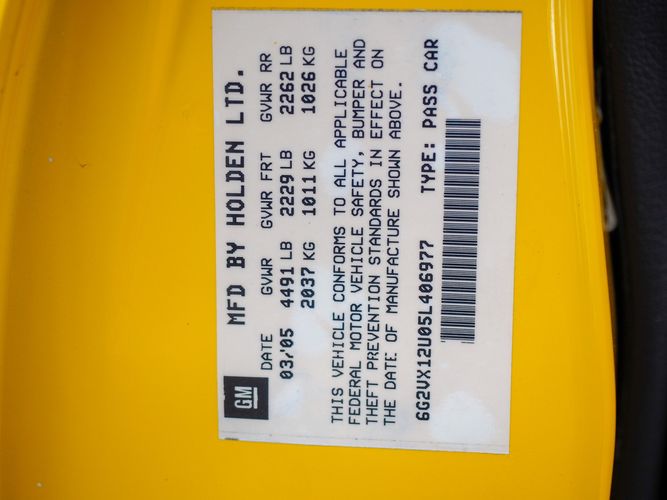 GM
MFD BY HOLDEN LTD.
DATE GVWR GVWR FRT GVWR RR
03/05 4491 LB 2229 LB 2262 LB
2037 KG 1011 KG 1026 KG
THIS VEHICLE CONFORMS TO ALL APPLICABLE
FEDERAL MOTOR VEHICLE SAFETY, BUMPER AND
THEFT PREVENTION STANDARDS IN EFFECT ON
THE DATE OF MANUFACTURE SHOWN ABOVE.
6G2VX12U05L406977 TYPE: PASS CAR